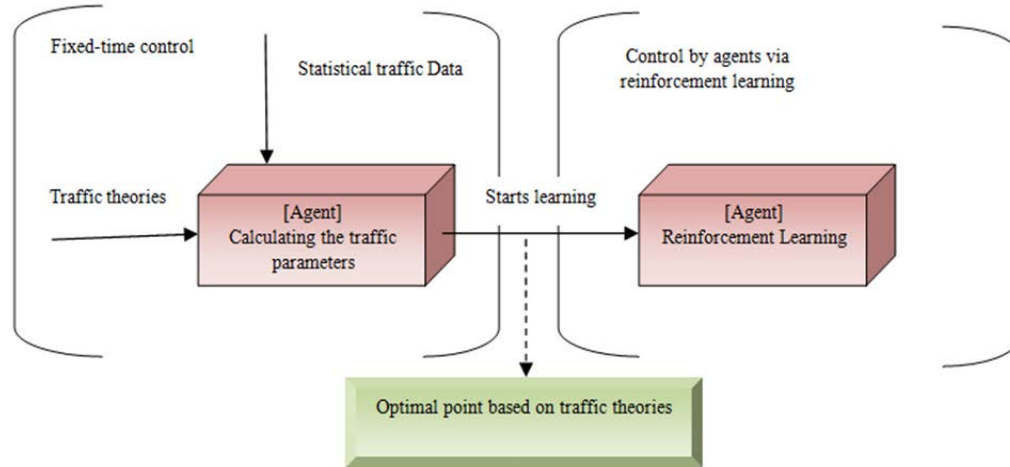 Fixed-time control
Statistical traffic Data
Traffic theories
[Agent]
Calculating the traffic
parameters
Starts learning
Control by agents via
reinforcement learning
[Agent]
Reinforcement Learning
Optimal point based on traffic theories